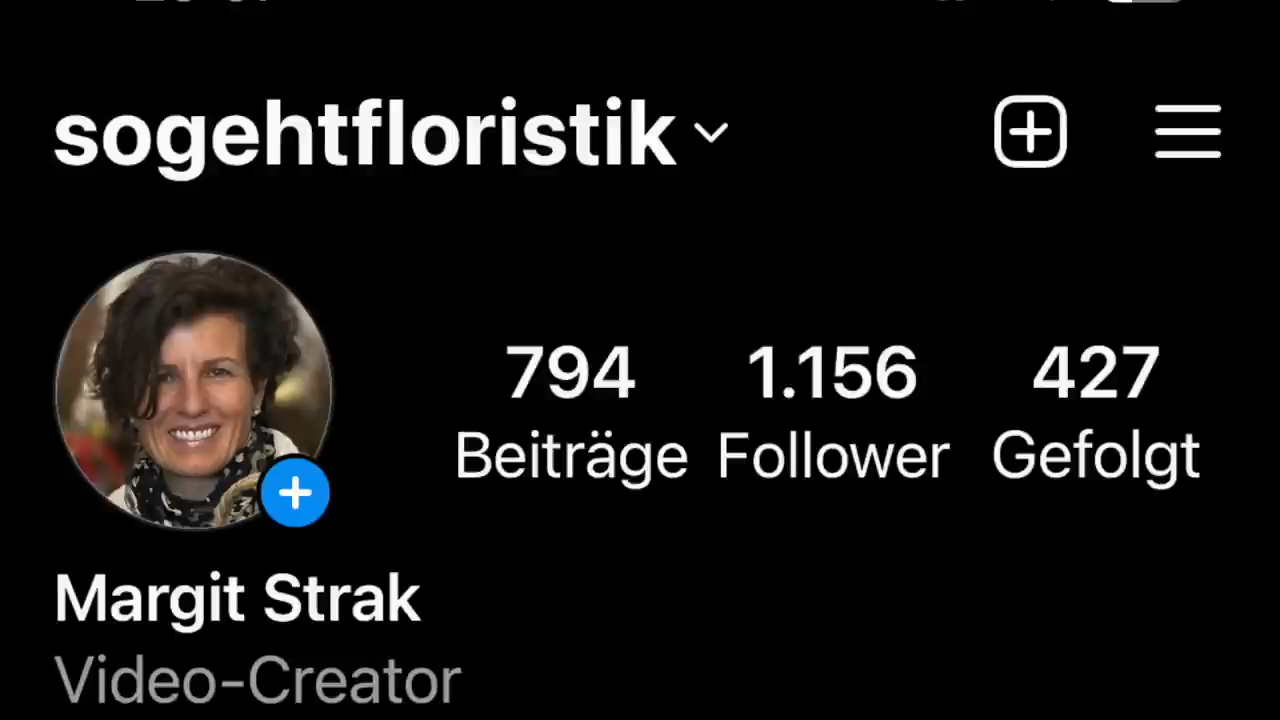 sogehtfloristik
794 1.156 427
Beiträge Follower Gefolgt
Margit Strak
Video-Creator